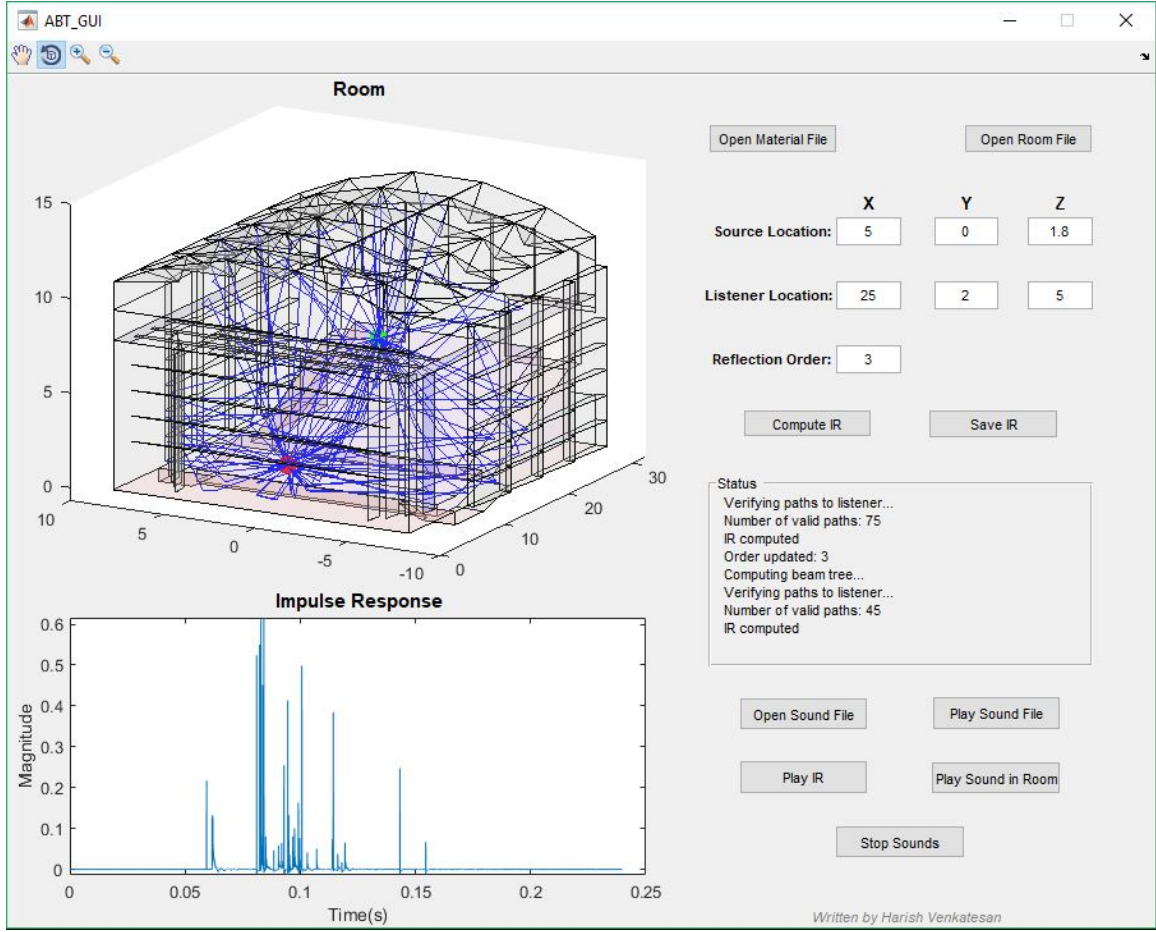 ABT_GUI
Room
15
10
5
0
10
5
0
-5
-10
0
10
20
30
Impulse Response
Magnitude
0.6
0.5
0.4
0.3
0.2
0.1
0
0
0.05
0.1
0.15
0.2
0.25
Time(s)
Open Material File Open Room File
X Y Z
Source Location: 5 0 1.8
Listener Location: 25 2 5
Reflection Order: 3
Compute IR Save IR
Status
Verifying paths to listener...
Number of valid paths: 75
IR computed
Order updated: 3
Computing beam tree...
Verifying paths to listener...
Number of valid paths: 45
IR computed
Open Sound File Play Sound File
Play IR Play Sound in Room
Stop Sounds
Written by Harish Venkatesan